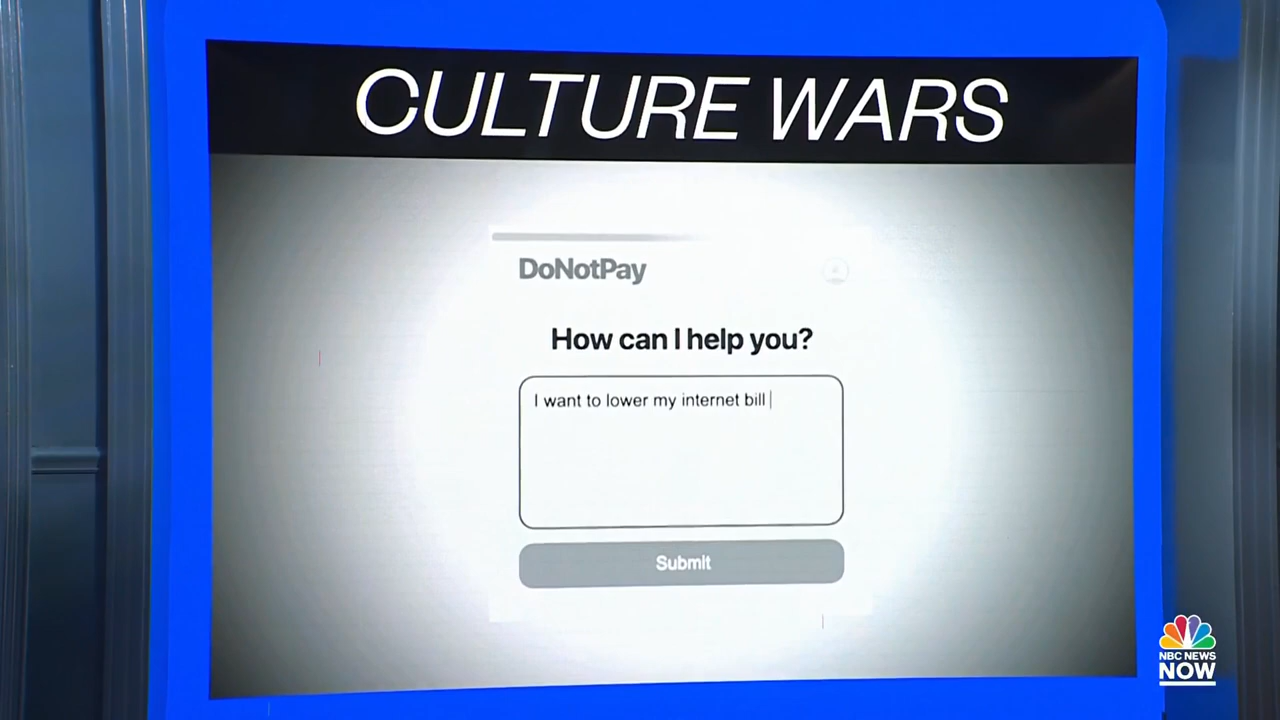 CULTURE WARS
DoNotPay
How can I help you?
I want to lower my internet bill
Submit
NBC NEWS
NOW